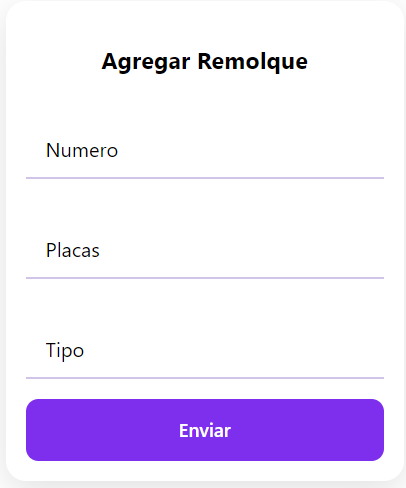 Agregar Remolque
Numero
Placas
Tipo
Enviar